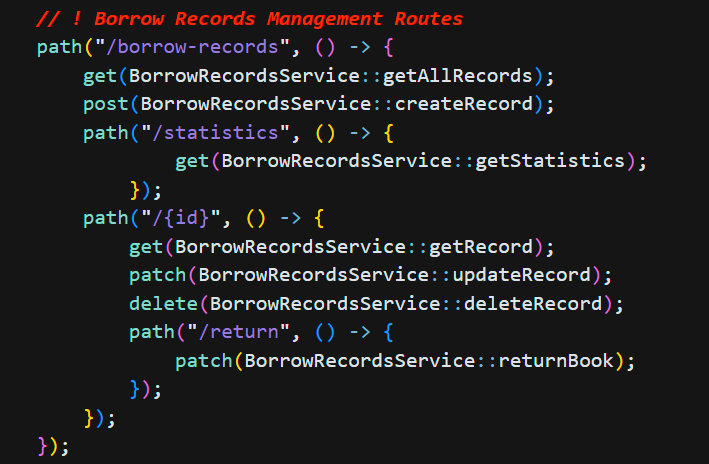 // ! Borrow Records Management Routes
path("/borrow-records", () -> {
    get(BorrowRecordsService::getAllRecords);
    post(BorrowRecordsService::createRecord);
    path("/statistics", () -> {
            get(BorrowRecordsService::getStatistics);
        });
    path("/{id}", () -> {
        get(BorrowRecordsService::getRecord);
        patch(BorrowRecordsService::updateRecord);
        delete(BorrowRecordsService::deleteRecord);
        path("/return", () -> {
            patch(BorrowRecordsService::returnBook);
        });
    });
});